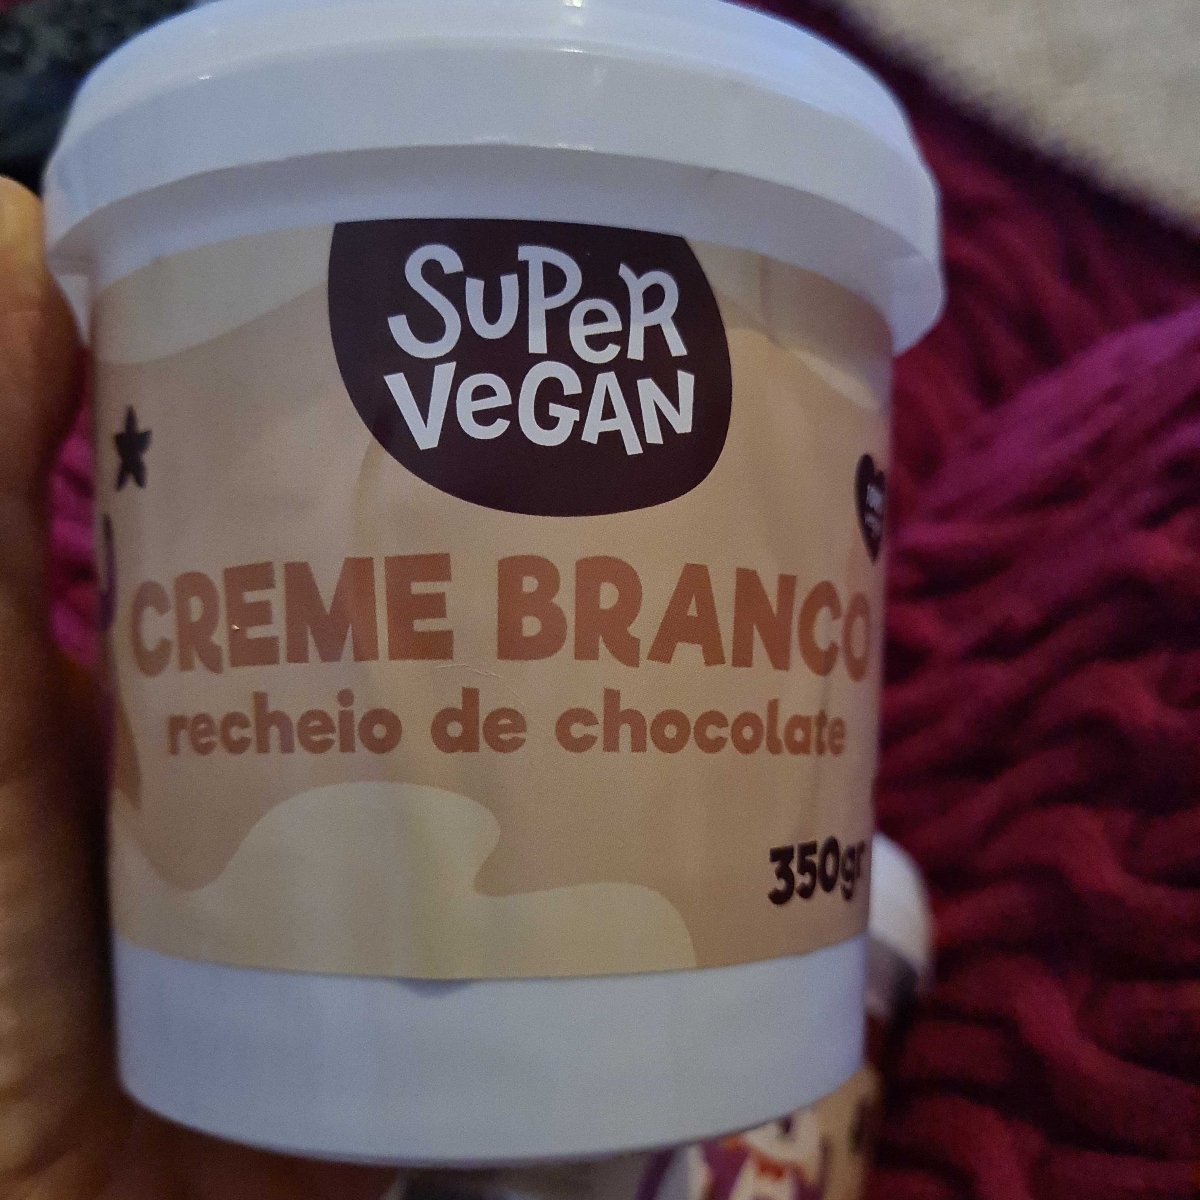 SUPeR
VeGAN
CREME BRANCO
recheio de chocolate
350gr